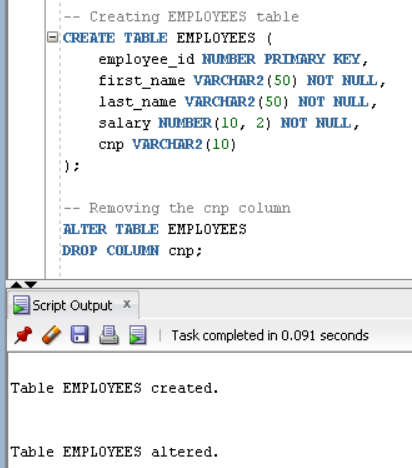 -- Creating EMPLOYEES table
CREATE TABLE EMPLOYEES (
employee_id NUMBER PRIMARY KEY,
first_name VARCHAR2(50) NOT NULL,
last_name VARCHAR2(50) NOT NULL,
salary NUMBER(10, 2) NOT NULL,
cnp VARCHAR2(10)
);
-- Removing the cnp column
ALTER TABLE EMPLOYEES
DROP COLUMN cnp;
Script Output ×
Task completed in 0.091 seconds
Table EMPLOYEES created.
Table EMPLOYEES altered.